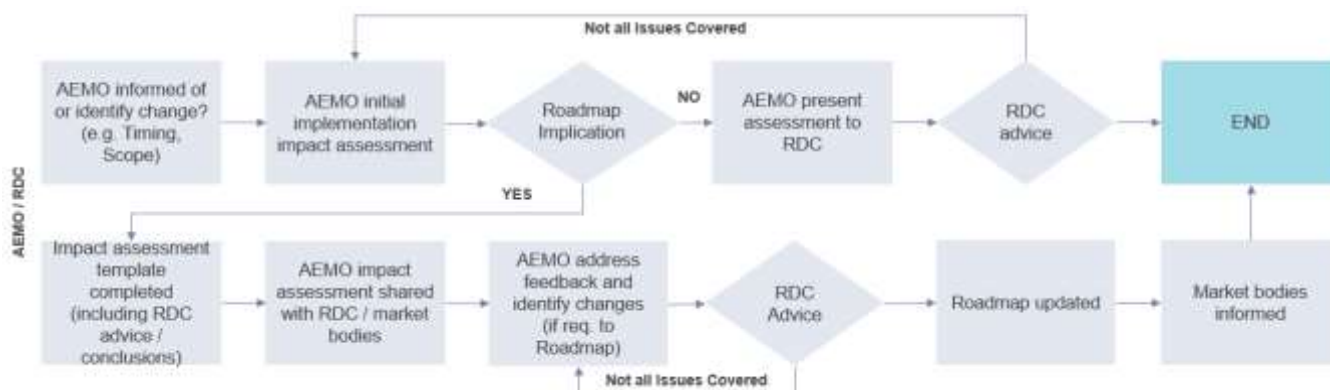 Not all Issues Covered
AEMO informed of
or identify change?
(e.g. Timing,
Scope)
AEMO initial
implementation
impact assessment
Roadmap
Implication
NO
AEMO present
assessment to
RDC
RDC
advice
END
YES
AEMO / RDC
Impact assessment
template
completed
(including RDC
advice /
conclusions)
AEMO impact
assessment shared
with RDC / market
bodies
AEMO address
feedback and
identify changes
(if req. to
Roadmap)
RDC
Advice
Roadmap updated
Market bodies
informed
Not all Issues Covered